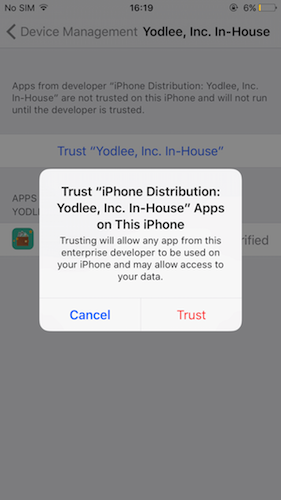 No SIM 16:19 6%
Device Management Yodlee, Inc. In-House
Apps from developer “iPhone Distribution: Yodlee, Inc.
In-House” are not trusted on this iPhone and will not run
until the developer is trusted.
Trust “Yodlee, Inc. In-House”
APPS
YODL
rified
Trust “iPhone Distribution:
Yodlee, Inc. In-House” Apps
on This iPhone
Trusting will allow any app from this
enterprise developer to be used on
your iPhone and may allow access to
your data.
Cancel Trust